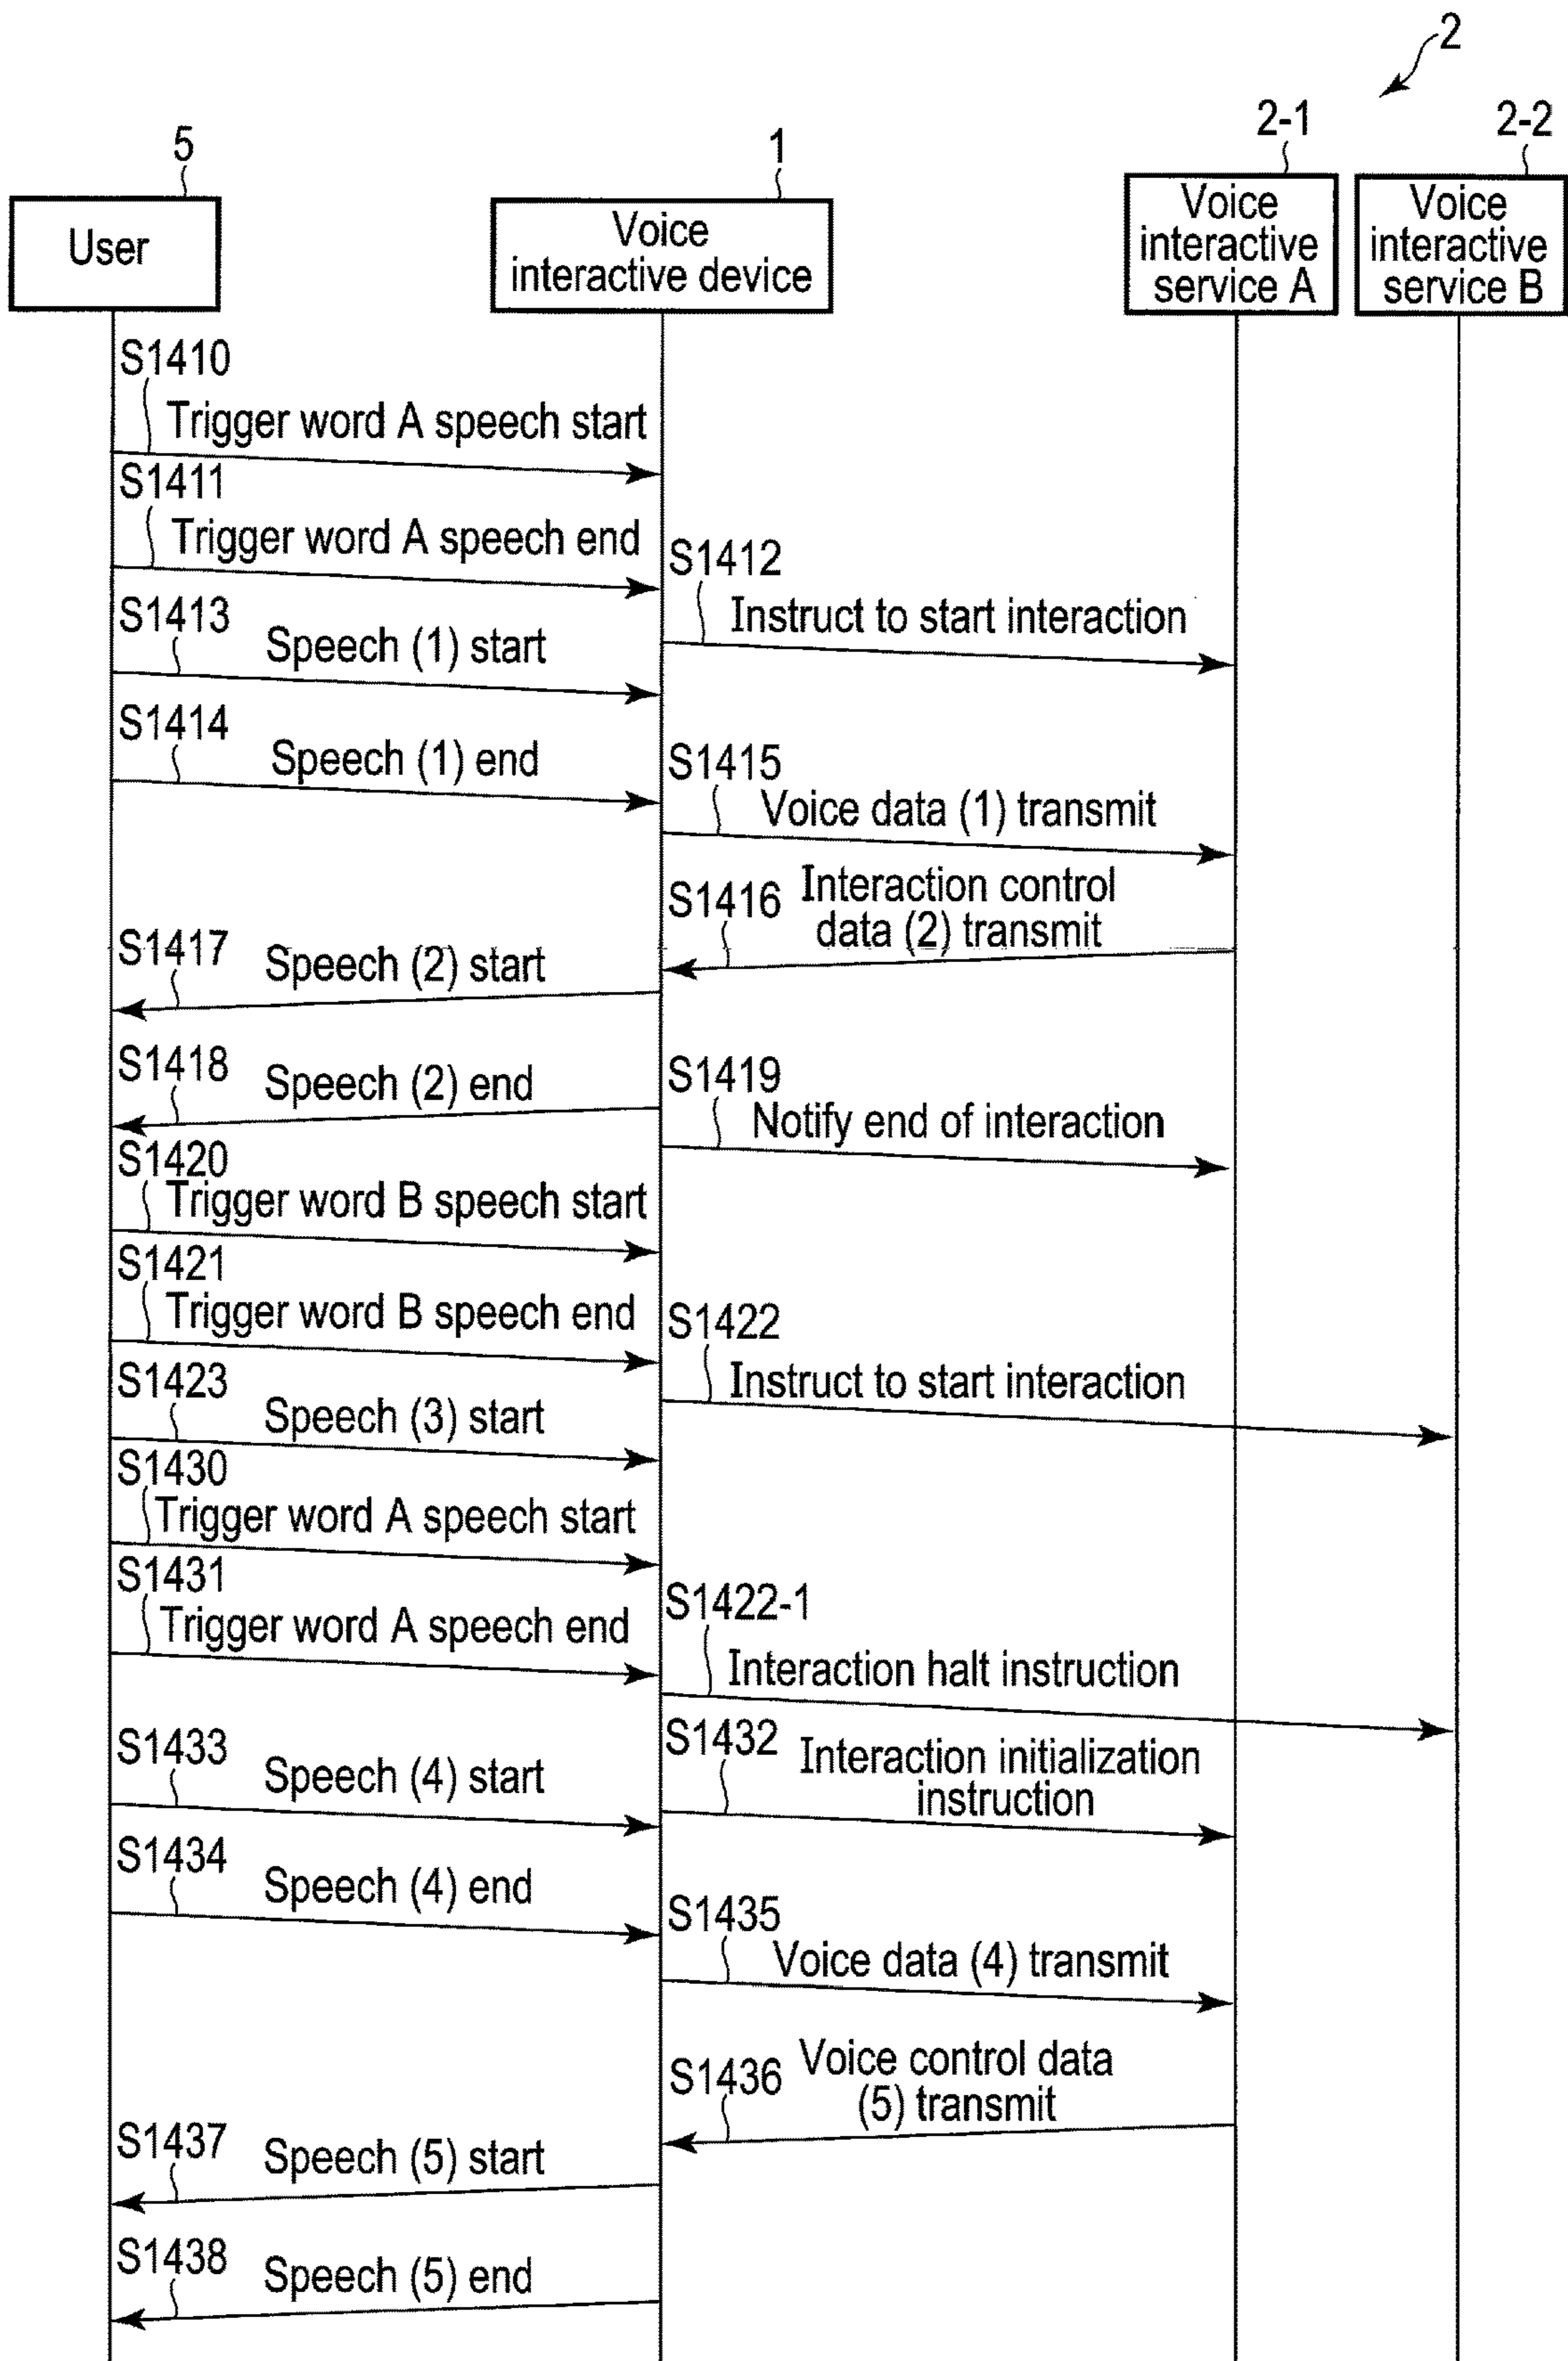 2
5
1
2-1
2-2
User
Voice
interactive device
Voice
interactive
service A
Voice
interactive
service B
S1410
Trigger word A speech start
S1411
Trigger word A speech end
S1412
Instruct to start interaction
S1413
Speech (1) start
S1414
Speech (1) end
S1415
Voice data (1) transmit
S1416
Interaction control
data (2) transmit
S1417
Speech (2) start
S1418
Speech (2) end
S1419
Notify end of interaction
S1420
Trigger word B speech start
S1421
Trigger word B speech end
S1422
Instruct to start interaction
S1423
Speech (3) start
S1430
Trigger word A speech start
S1431
Trigger word A speech end
S1422-1
Interaction halt instruction
S1433
Speech (4) start
S1432
Interaction initialization
instruction
S1434
Speech (4) end
S1435
Voice data (4) transmit
S1436
Voice control data
(5) transmit
S1437
Speech (5) start
S1438
Speech (5) end